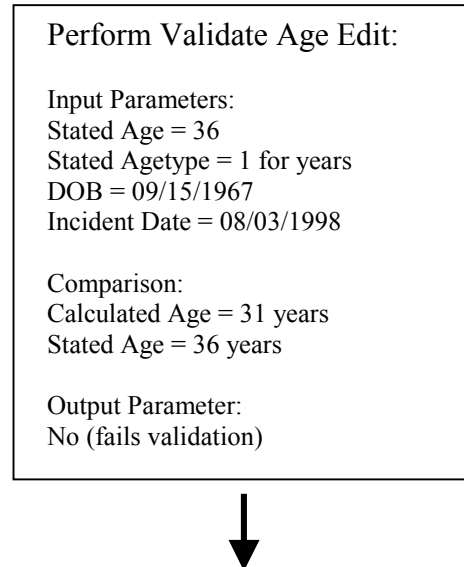 Perform Validate Age Edit:
Input Parameters:
Stated Age = 36
Stated Agetype = 1 for years
DOB = 09/15/1967
Incident Date = 08/03/1998
Comparison:
Calculated Age = 31 years
Stated Age = 36 years
Output Parameter:
No (fails validation)